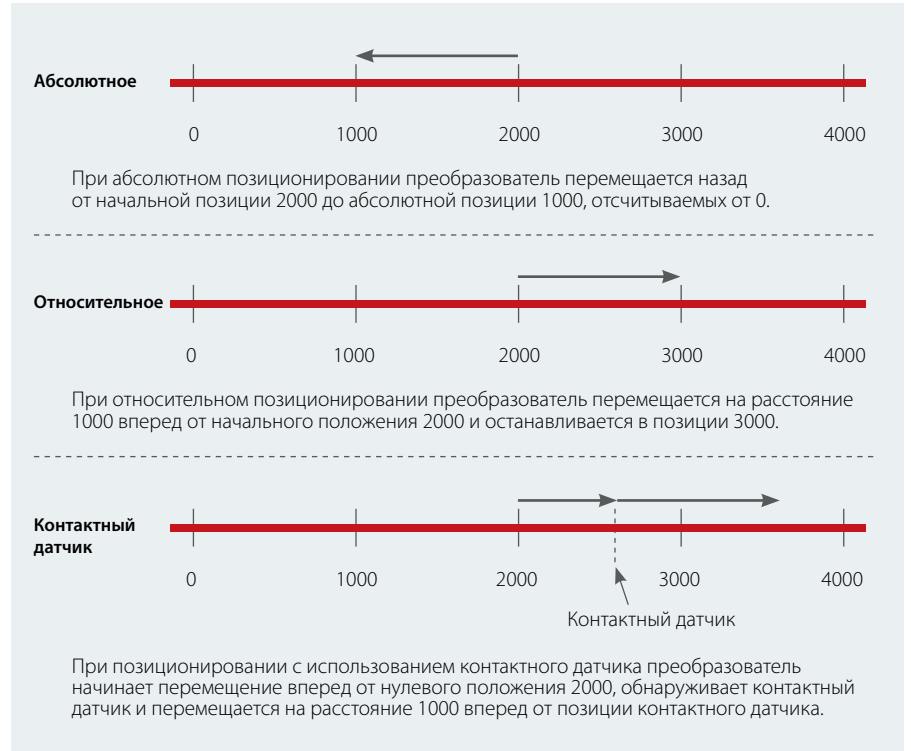 Абсолютное
0 1000 2000 3000 4000
При абсолютном позиционировании преобразователь перемещается назад
от начальной позиции 2000 до абсолютной позиции 1000, отсчитываемых от 0.
Относительное
0 1000 2000 3000 4000
При относительном позиционировании преобразователь перемещается на расстояние
1000 вперед от начального положения 2000 и останавливается в позиции 3000.
Контактный
датчик
0 1000 2000 3000 4000
Контактный датчик
При позиционировании с использованием контактного датчика преобразователь
начинает перемещение вперед от нулевого положения 2000, обнаруживает контактный
датчик и перемещается на расстояние 1000 вперед от позиции контактного датчика.